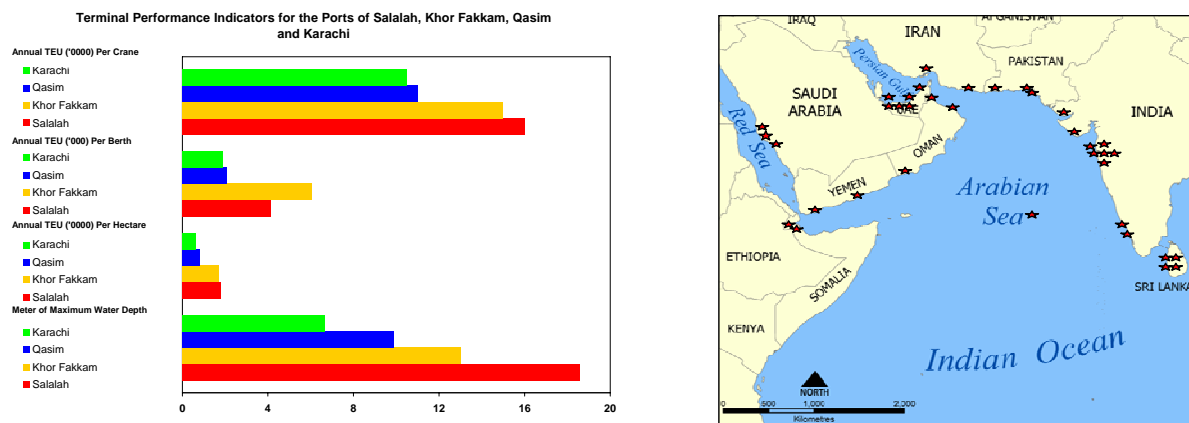 Terminal Performance Indicators for the Ports of Salalah, Khor Fakkam, Qasim
and Karachi
Annual TEU ('0000) Per Crane
Karachi
Qasim
Khor Fakkam
Salalah
Annual TEU ('000) Per Berth
Karachi
Qasim
Khor Fakkam
Salalah
Annual TEU ('0000) Per Hectare
Karachi
Qasim
Khor Fakkam
Salalah
Meter of Maximum Water Depth
Karachi
Qasim
Khor Fakkam
Salalah
0 4 8 12 16 20
IRAQ
IRAN
AFGHANISTAN
PAKISTAN
Persian Gulf
SAUDI
ARABIA
UAE
INDIA
Red Sea
OMAN
YEMEN
Arabian
Sea
ETHIOPIA
SOMALIA
SRI LANKA
KENYA
Indian Ocean
NORTH
0 500 1,000 2,000
Kilometres